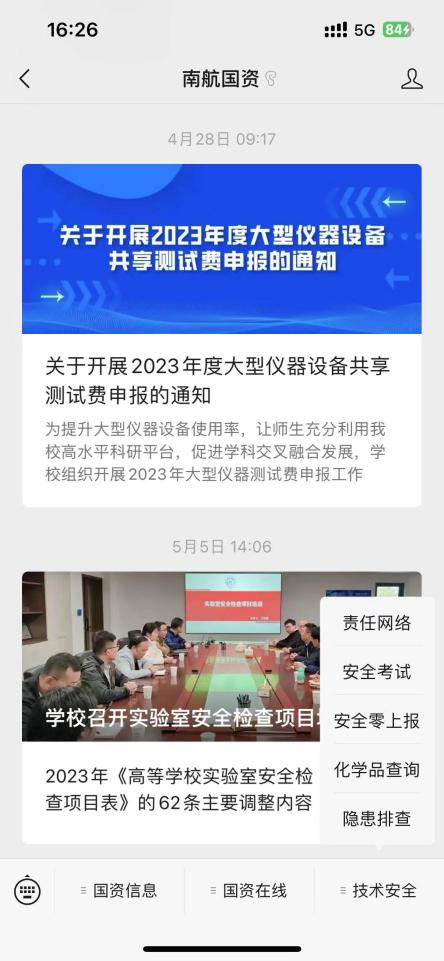 16:26
5G
84
南航国资
4月28日 09:17
关于开展2023年度大型仪器设备
共享测试费申报的通知
关于开展2023年度大型仪器设备共享
测试费申报的通知
为提升大型仪器设备使用率，让师生充分利用我
校高水平科研平台，促进学科交叉融合发展，学
校组织开展2023年大型仪器测试费申报工作
5月5日 14:06
实验室安全检查项目培训
学校召开实验室安全检查项目
2023年《高等学校实验室安全检
查项目表》的62条主要调整内容
责任网络
安全考试
安全零上报
化学品查询
隐患排查
国资信息
国资在线
技术安全